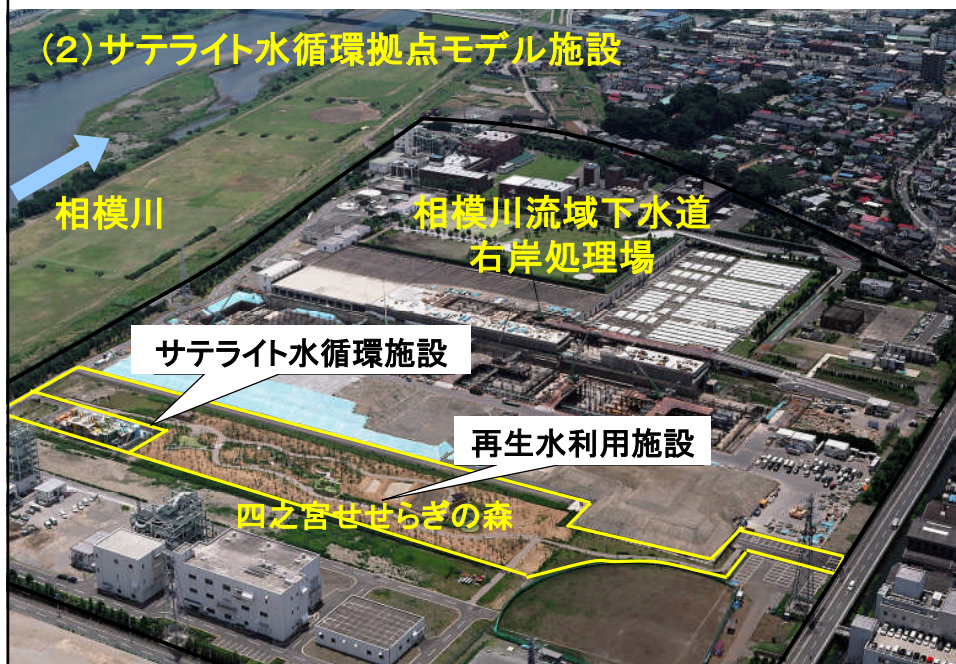 (2)サテライト水循環拠点モデル施設
相模川
相模川流域下水道
右岸処理場
サテライト水循環施設
再生水利用施設
四之宮せせらぎの森